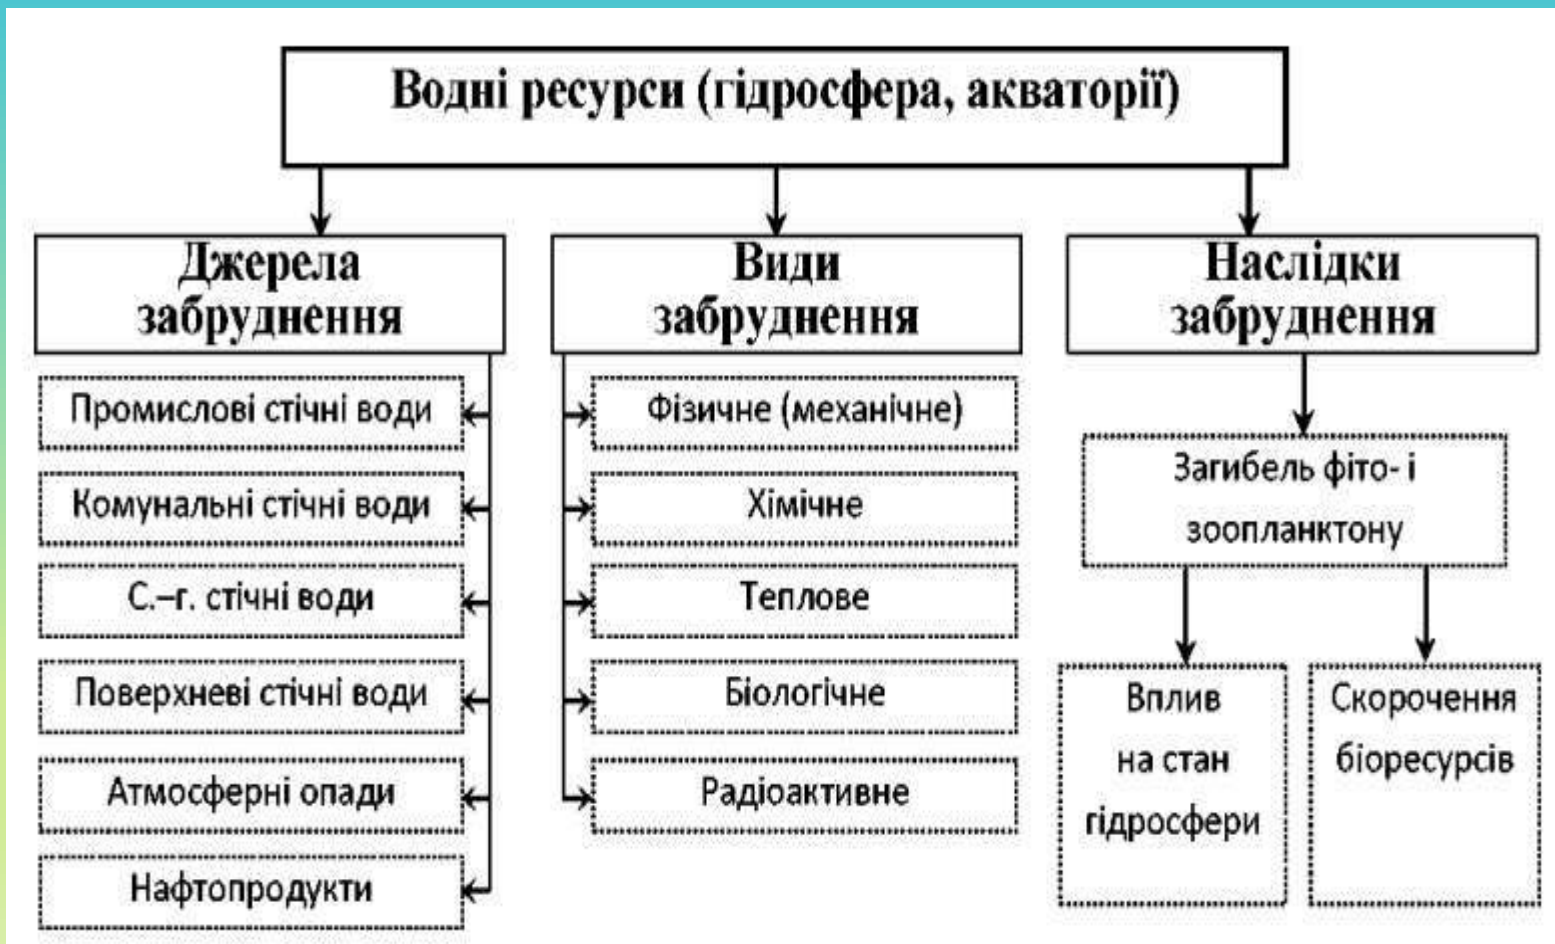 Водні ресурси (гідросфера, акваторії)
Джерела
забруднення
Промислові стічні води
Комунальні стічні води
С.–г. стічні води
Поверхневі стічні води
Атмосферні опади
Нафтопродукти
Види
забруднення
Фізичне (механічне)
Хімічне
Теплове
Біологічне
Радіоактивне
Наслідки
забруднення
Загибель фіто- і
зоопланктону
Вплив
на стан
гідросфери
Скорочення
біоресурсів